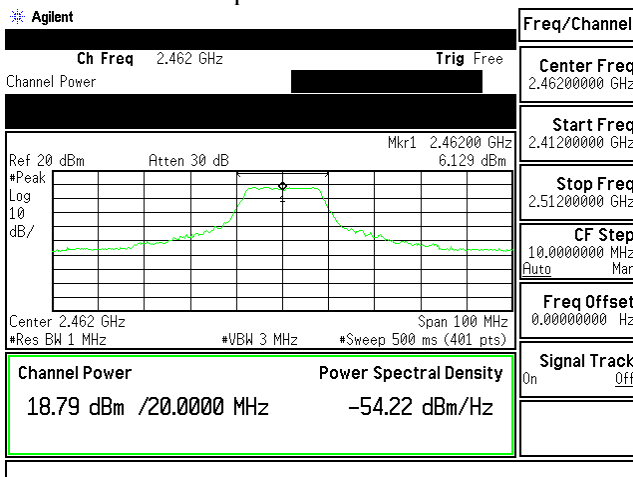 Agilent
Freq/Channel
Ch Freq 2.462 GHz Trig Free
Channel Power
Center Freq
2.46200000 GHz
Start Freq
2.41200000 GHz
Stop Freq
2.51200000 GHz
CF Step
10.0000000 MHz
Auto Man
Freq Offset
0.00000000 Hz
Signal Track
On Off
Mkr1 2.46200 GHz
Ref 20 dBm Atten 30 dB 6.129 dBm
#Peak
Log
10
dB/
1
Center 2.462 GHz Span 100 MHz
#Res BW 1 MHz #VBW 3 MHz #Sweep 500 ms (401 pts)
Channel Power Power Spectral Density
18.79 dBm /20.0000 MHz -54.22 dBm/Hz